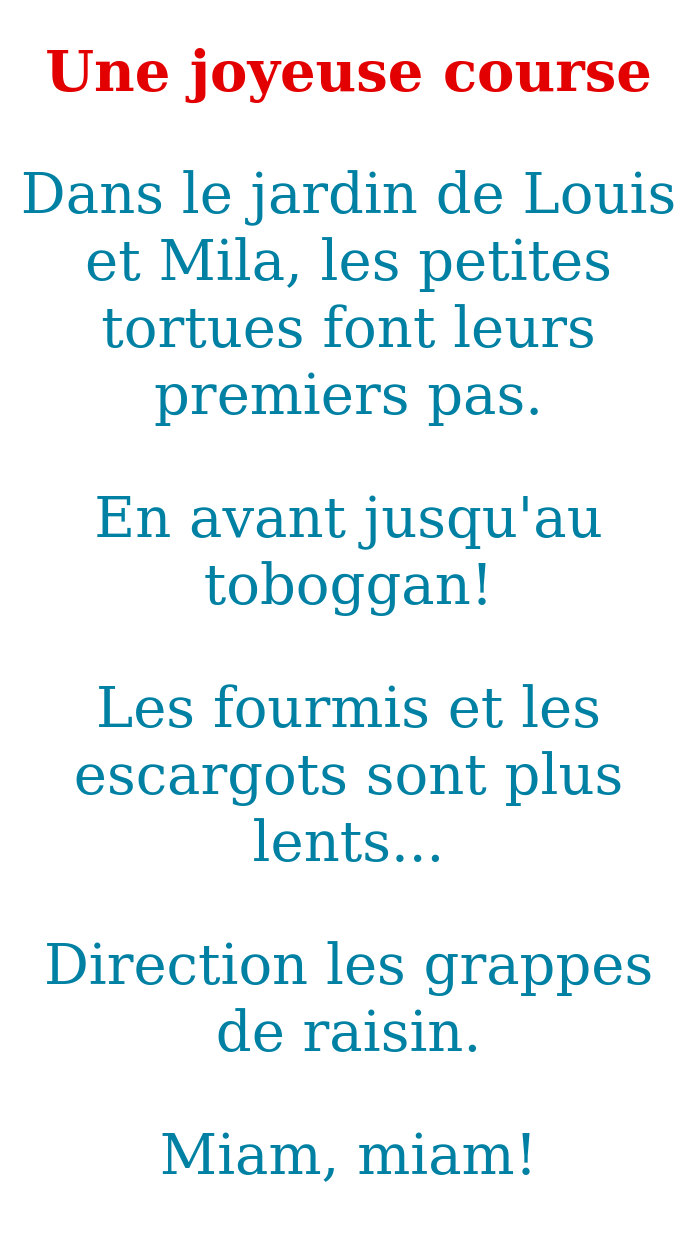 Une joyeuse course
Dans le jardin de Louis
et Mila, les petites
tortues font leurs
premiers pas.
En avant jusqu'au
toboggan!
Les fourmis et les
escargots sont plus
lents...
Direction les grappes
de raisin.
Miam, miam!